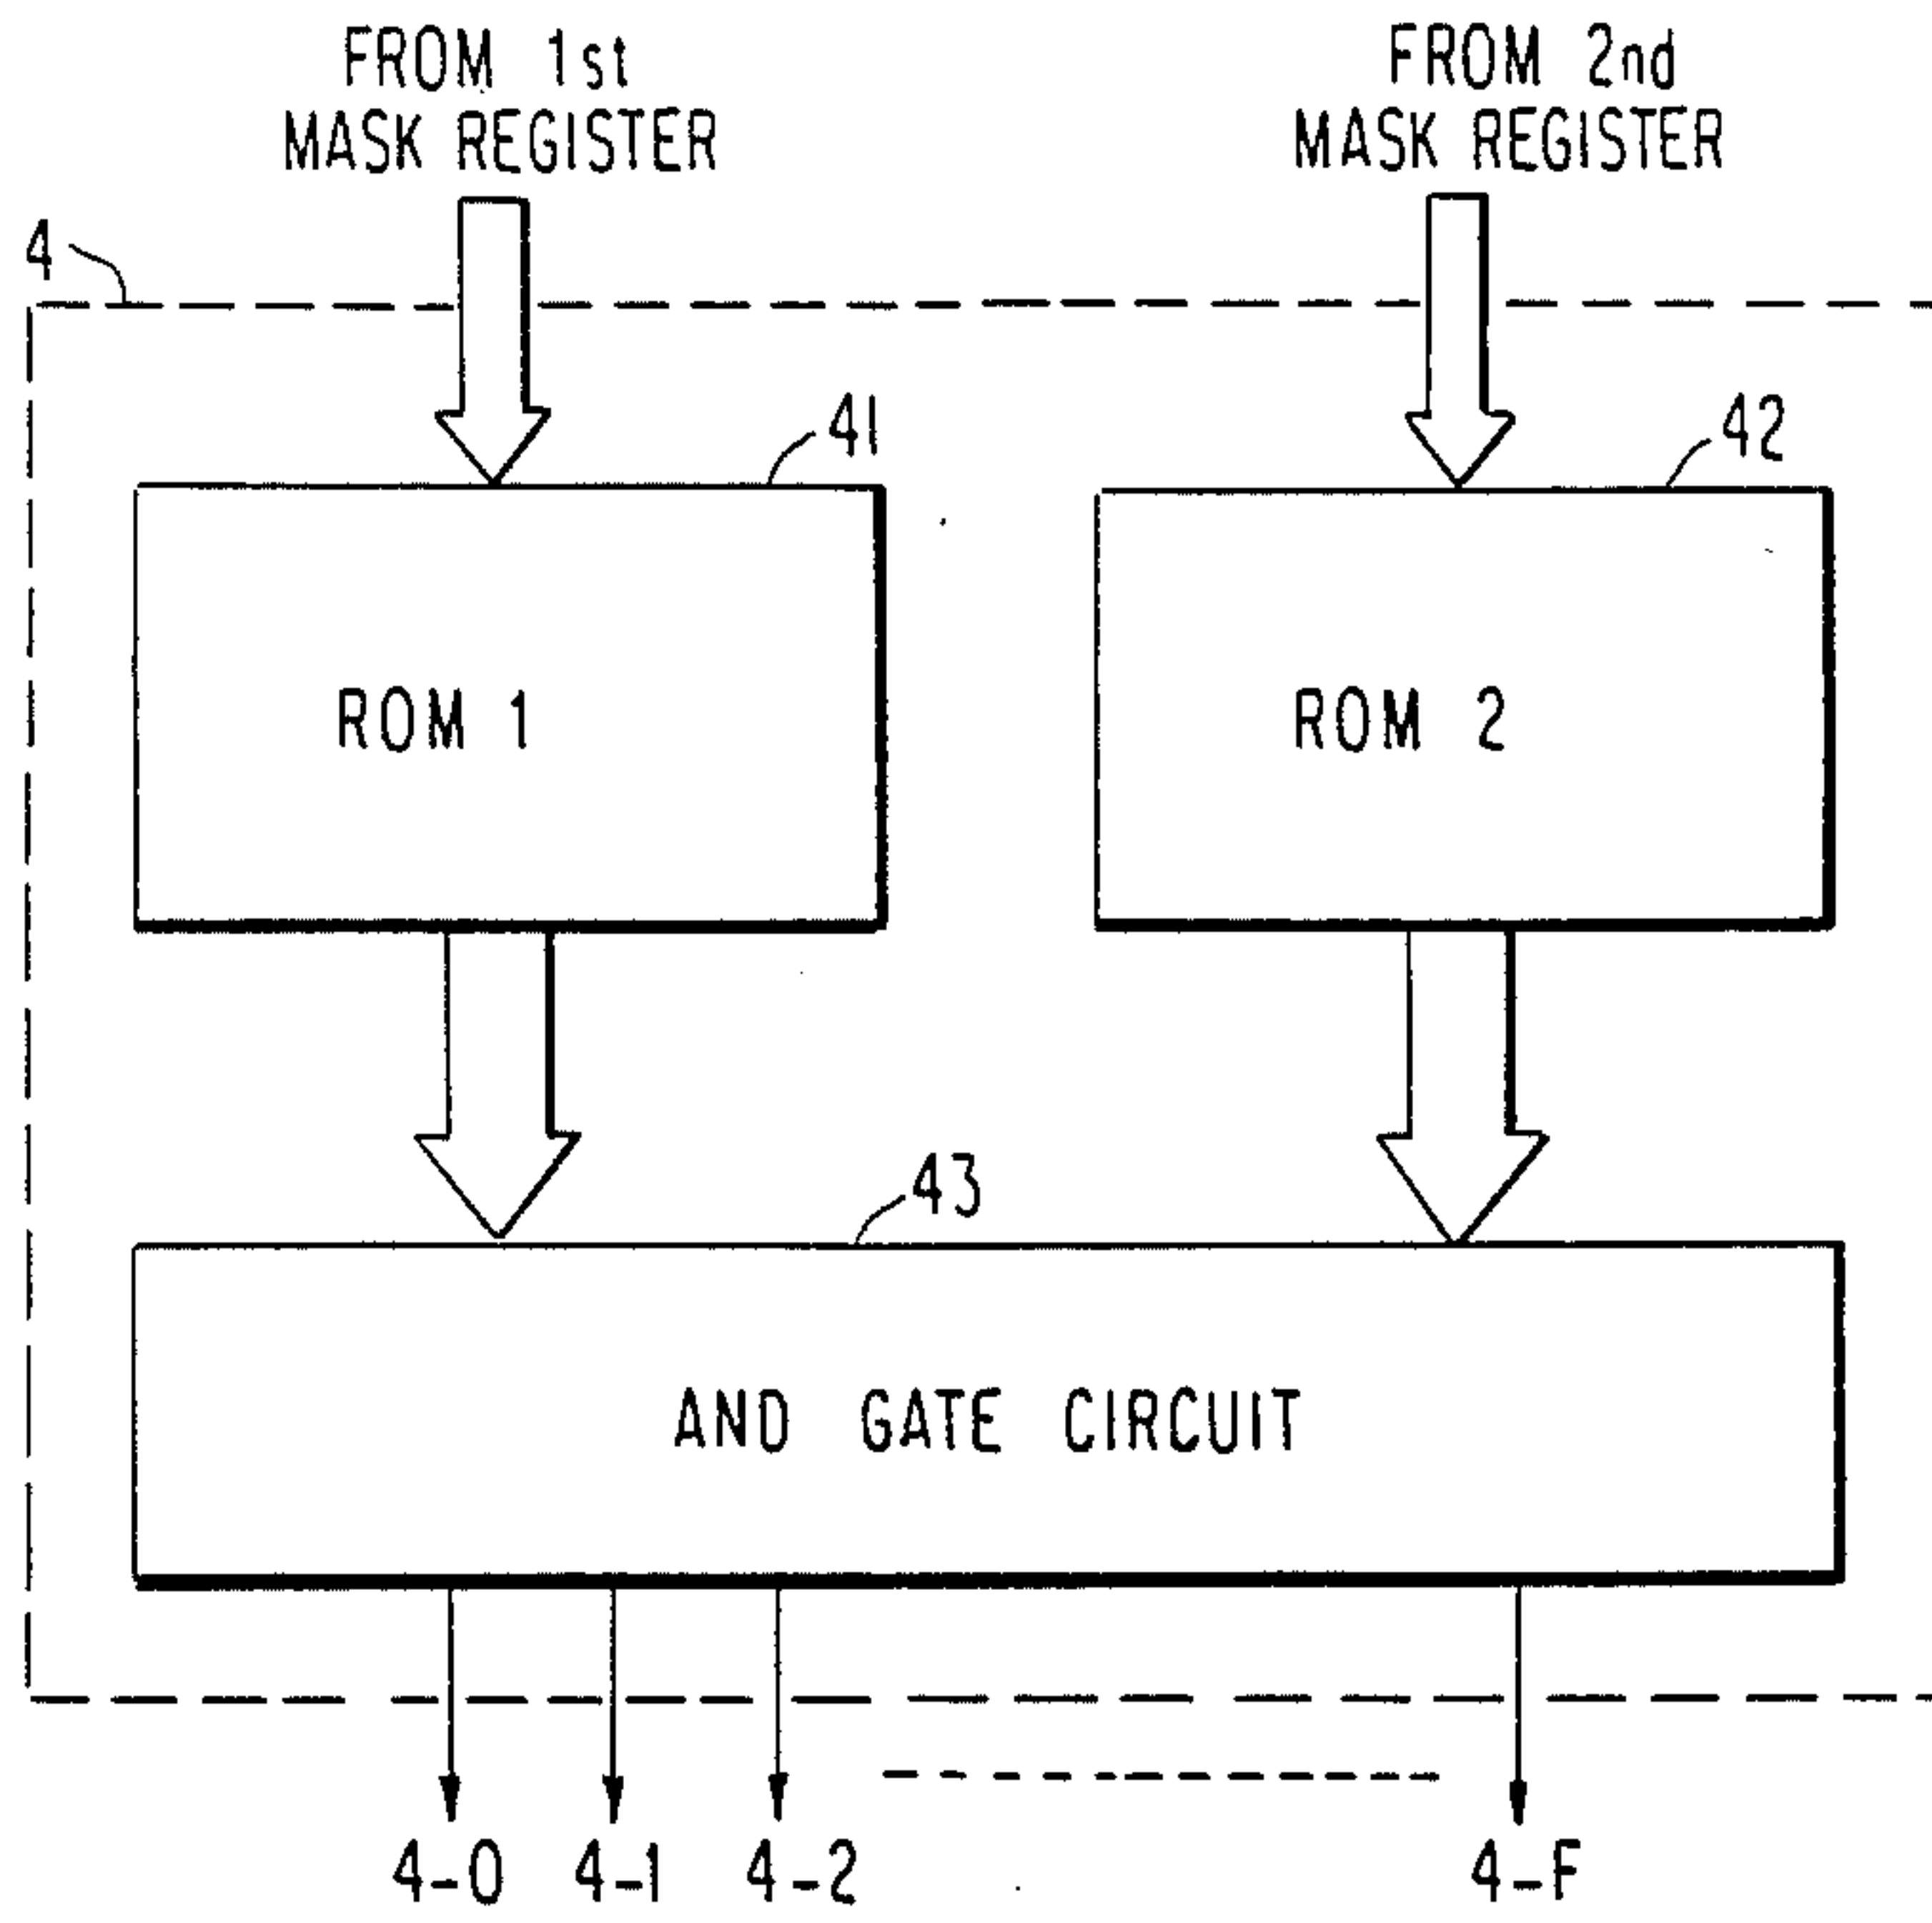 FROM 1st
MASK REGISTER
FROM 2nd
MASK REGISTER
4
41
42
ROM 1
ROM 2
43
AND GATE CIRCUIT
4-0 4-1 4-2 4-F